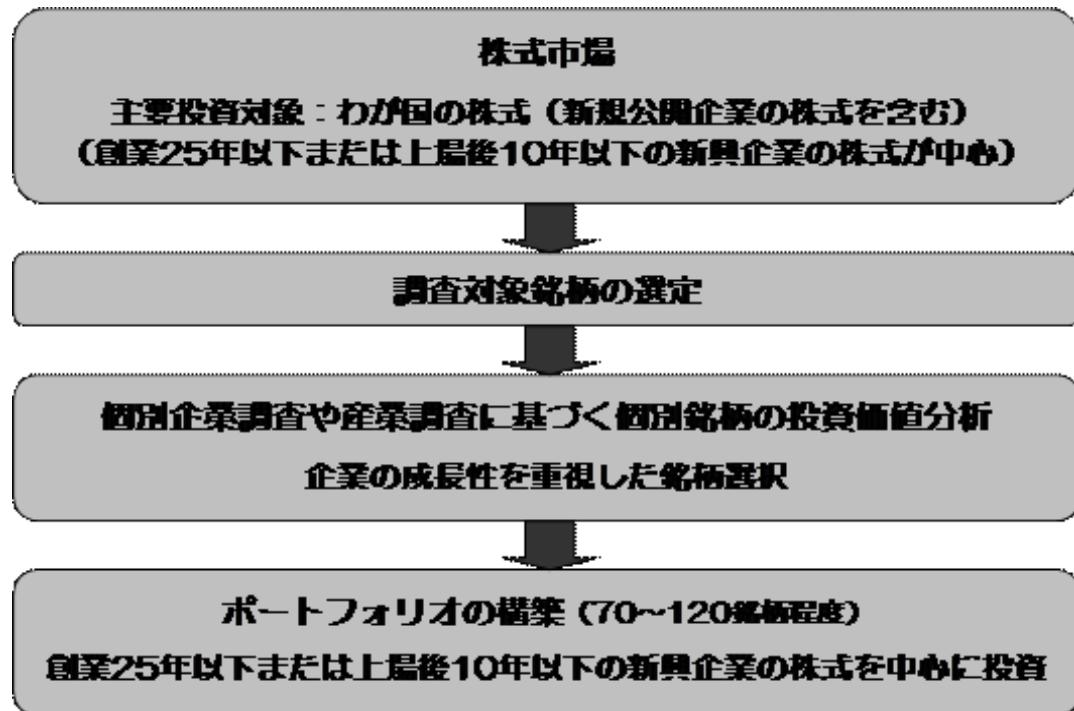 株式市場
主要投資対象：わが国の株式（新規公開企業の株式を含む）
（創業25年以下または上場後10年以下の新興企業の株式が中心）
調査対象銘柄の選定
個別企業調査や産業調査に基づく個別銘柄の投資価値分析
企業の成長性を重視した銘柄選択
ポートフォリオの構築（70～120銘柄程度）
創業25年以下または上場後10年以下の新興企業の株式を中心に投資